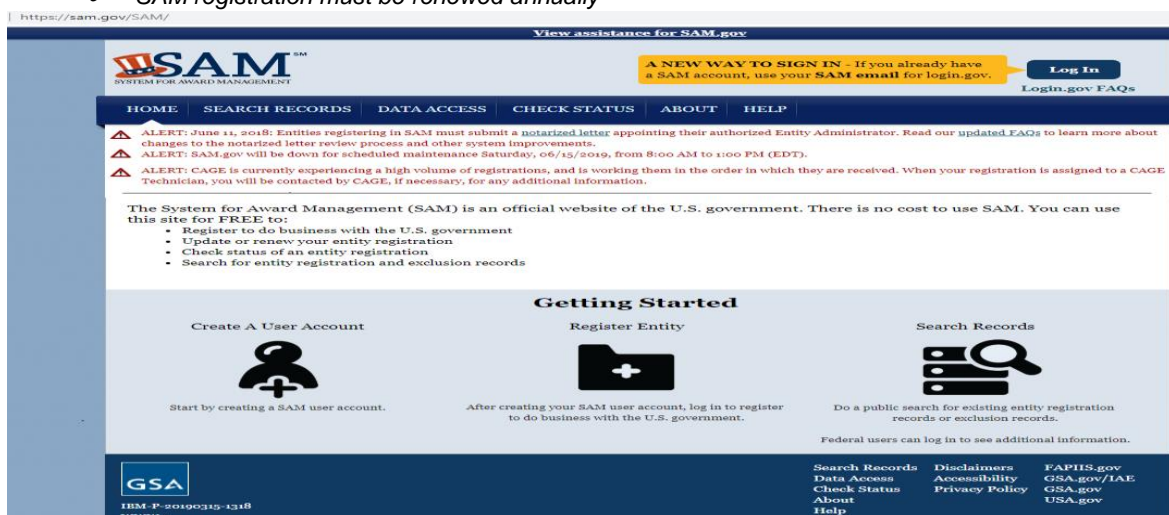 SAM registration must be renewed annually
https://sam.gov/SAM/
View assistance for SAM.gov
SAM SM
SYSTEM FOR AWARD MANAGEMENT
A NEW WAY TO SIGN IN - If you already have
a SAM account, use your SAM email for login.gov.
Log In
Login.gov FAQs
HOME SEARCH RECORDS DATA ACCESS CHECK STATUS ABOUT HELP
ALERT: June 11, 2018: Entities registering in SAM must submit a notarized letter appointing their authorized Entity Administrator. Read our updated FAQs to learn more about
changes to the notarized letter review process and other system improvements.
ALERT: SAM.gov will be down for scheduled maintenance Saturday, 06/15/2019, from 8:00 AM to 1:00 PM (EDT).
ALERT: CAGE is currently experiencing a high volume of registrations, and is working them in the order in which they are received. When your registration is assigned to a CAGE
Technician, you will be contacted by CAGE, if necessary, for any additional information.
The System for Award Management (SAM) is an official website of the U.S. government. There is no cost to use SAM. You can use
this site for FREE to:
• Register to do business with the U.S. government
• Update or renew your entity registration
• Check status of an entity registration
• Search for entity registration and exclusion records
Getting Started
Create A User Account
Start by creating a SAM user account.
Register Entity
After creating your SAM user account, log in to register
to do business with the U.S. government.
Search Records
Do a public search for existing entity registration
records or exclusion records.
Federal users can log in to see additional information.
GSA
IBM-P-20190315-1318
Search Records Disclaimers FAPIIS.gov
Data Access Accessibility GSA.gov/IAE
Check Status Privacy Policy GSA.gov
About USA.gov
Help